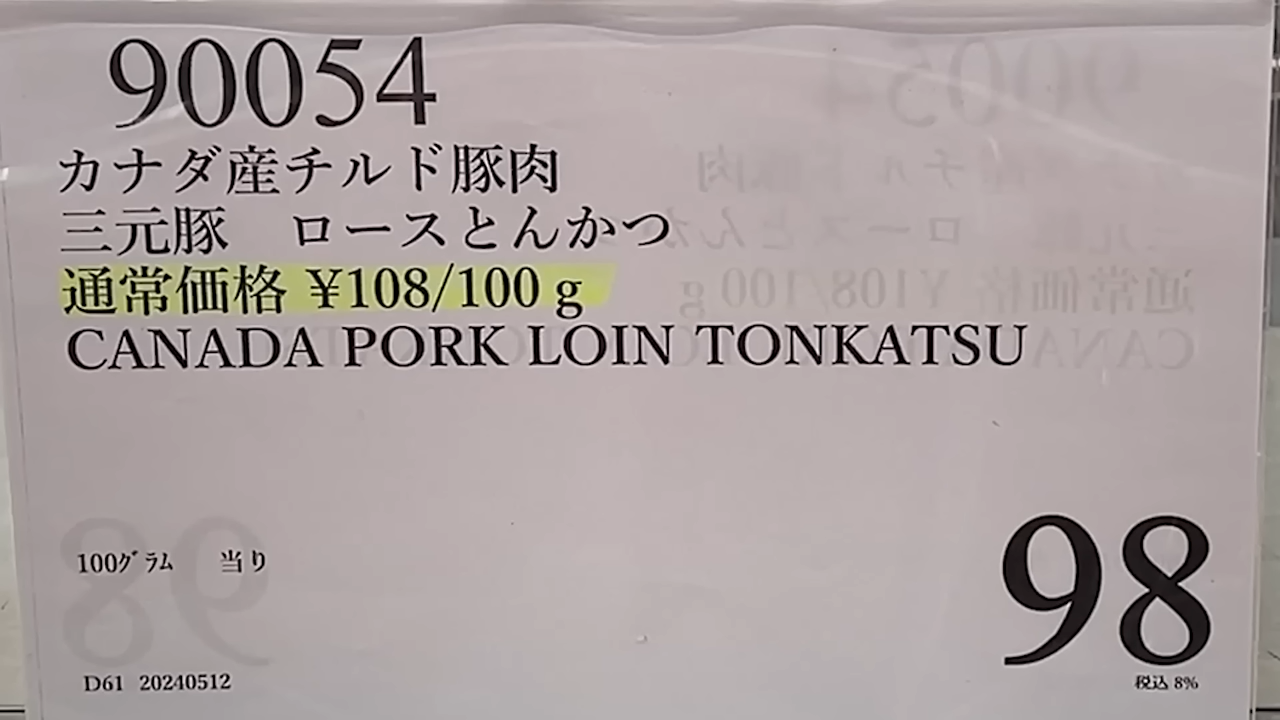 90054
カナダ産チルド豚肉
三元豚　ロースとんかつ
通常価格 ¥108/100 g
CANADA PORK LOIN TONKATSU
100ｸﾞﾗﾑ　当り
98
D61 20240512
税込 8%